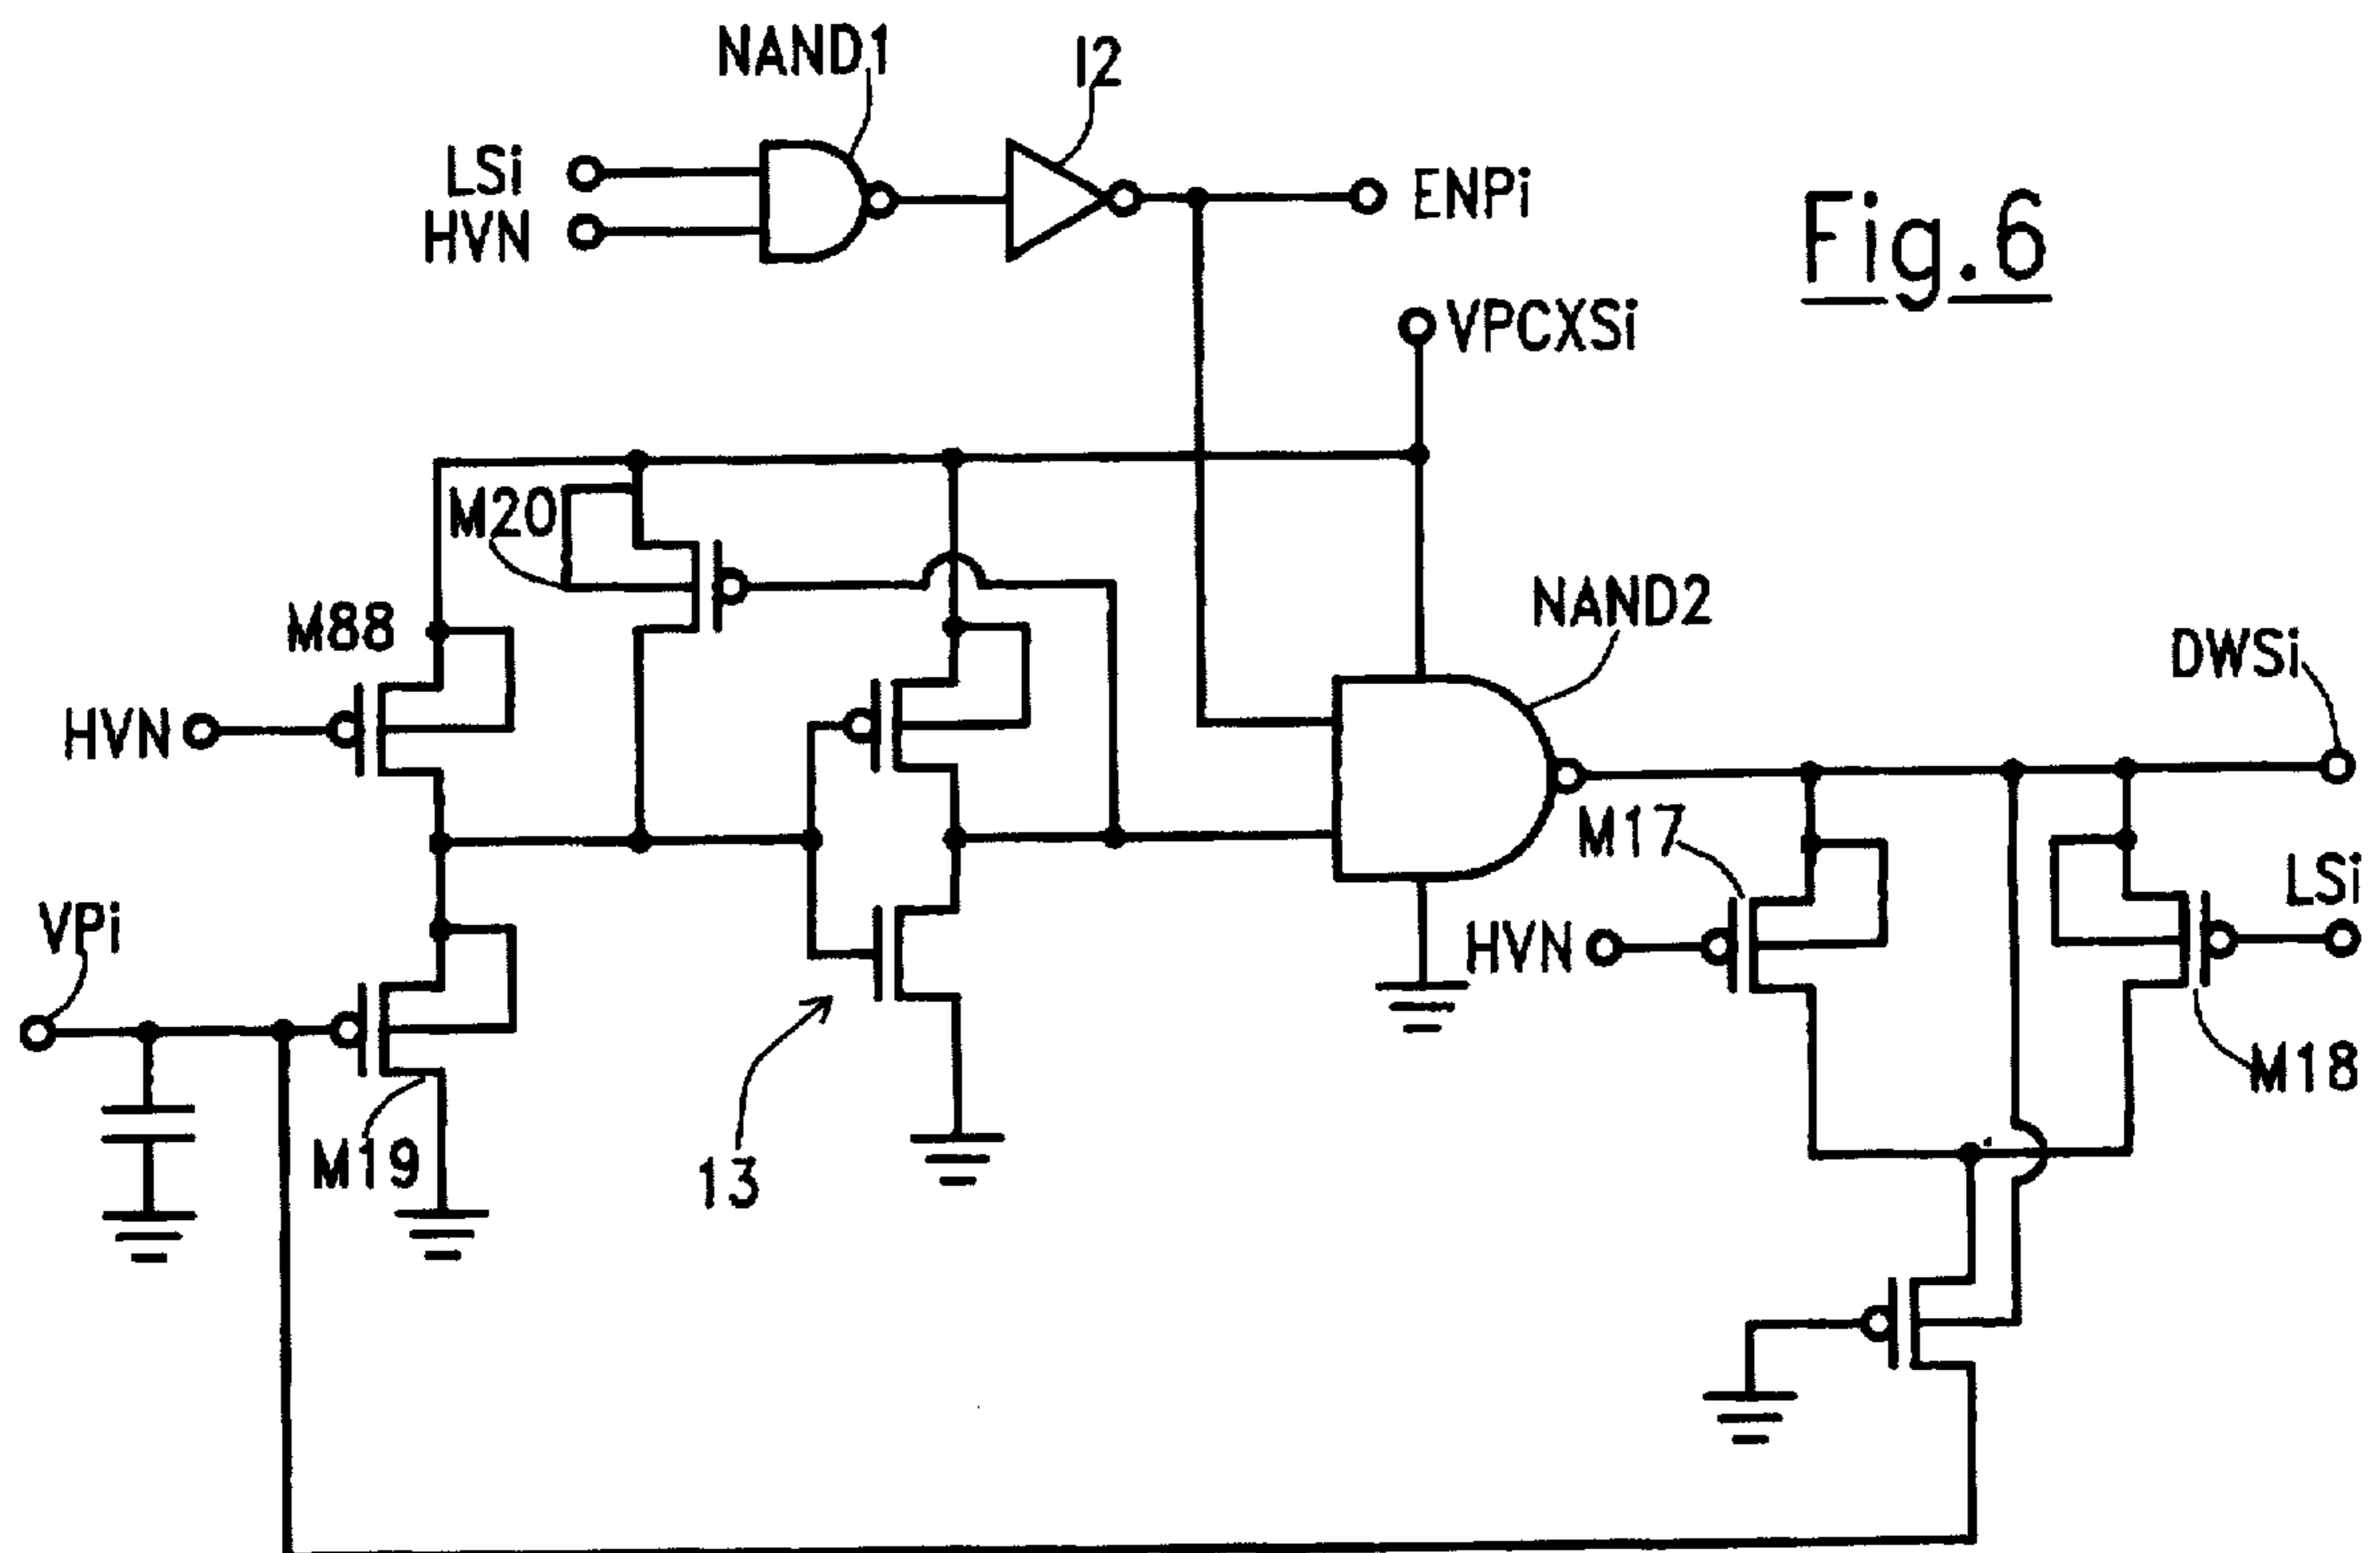 NAND1
I2
LSi
HVN
ENPi
Fig.6
VPCXSi
M20
NAND2
M88
DWSi
HVN
M17
LSi
VPi
HVN
M18
M19
13